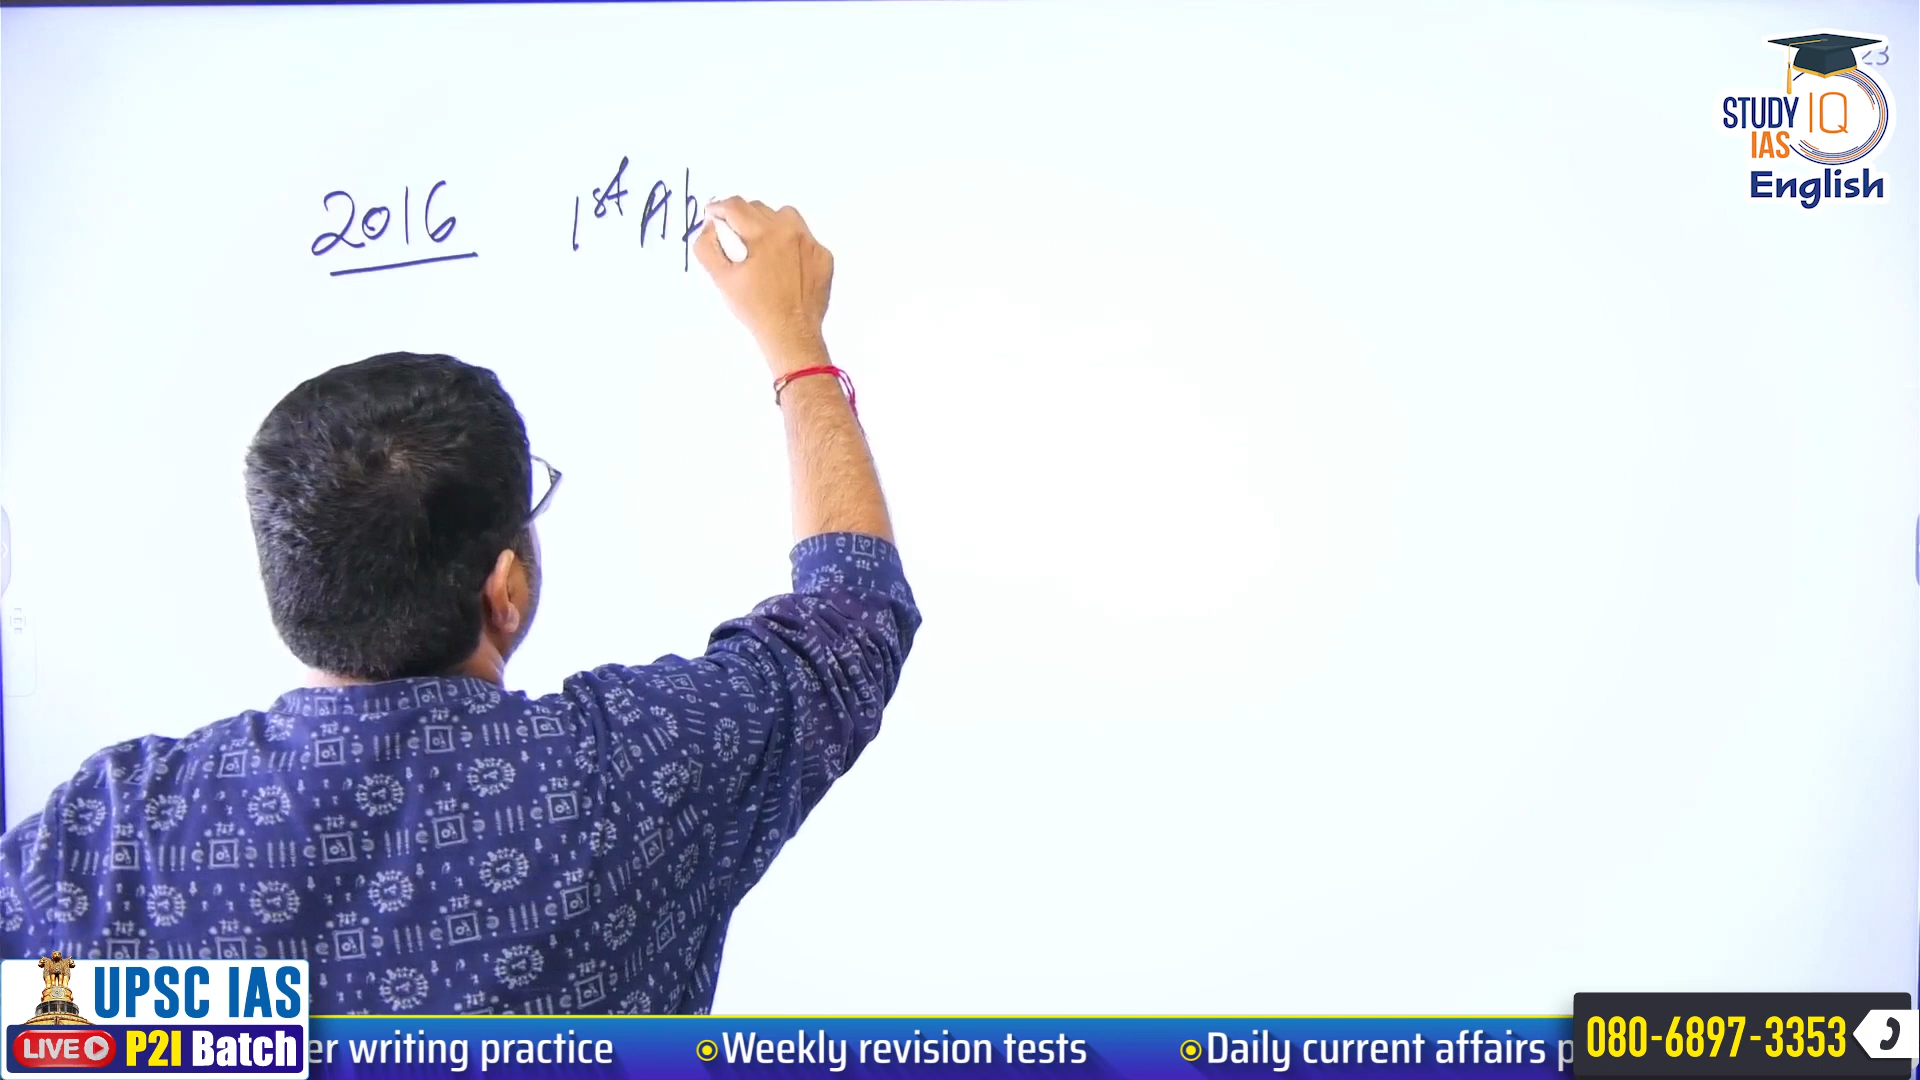 23
STUDY IQ
IAS
English
2016 1st Ap
UPSC IAS
LIVE P2I Batch
er writing practice
Weekly revision tests
Daily current affairs p
080-6897-3353